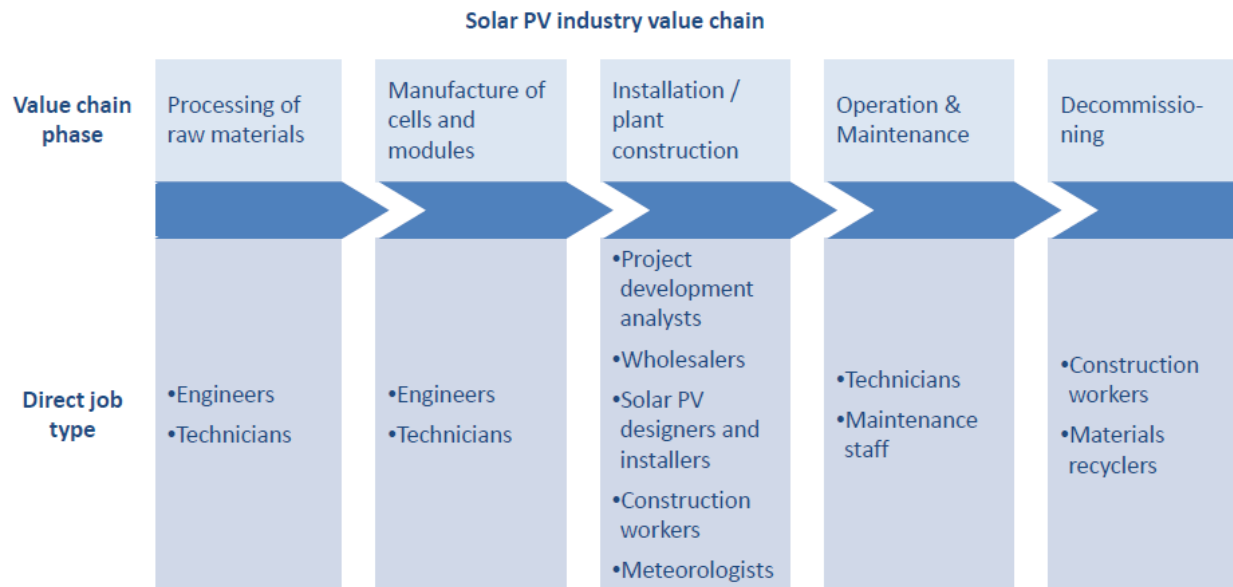 Solar PV industry value chain
Value chain
phase
Processing of
raw materials
Manufacture of
cells and
modules
Installation /
plant
construction
Operation &
Maintenance
Decommissio-
ning
Direct job
type
•Engineers
•Technicians
•Engineers
•Technicians
•Project
development
analysts
•Wholesalers
•Solar PV
designers and
installers
•Construction
workers
•Meteorologists
•Technicians
•Maintenance
staff
•Construction
workers
•Materials
recyclers